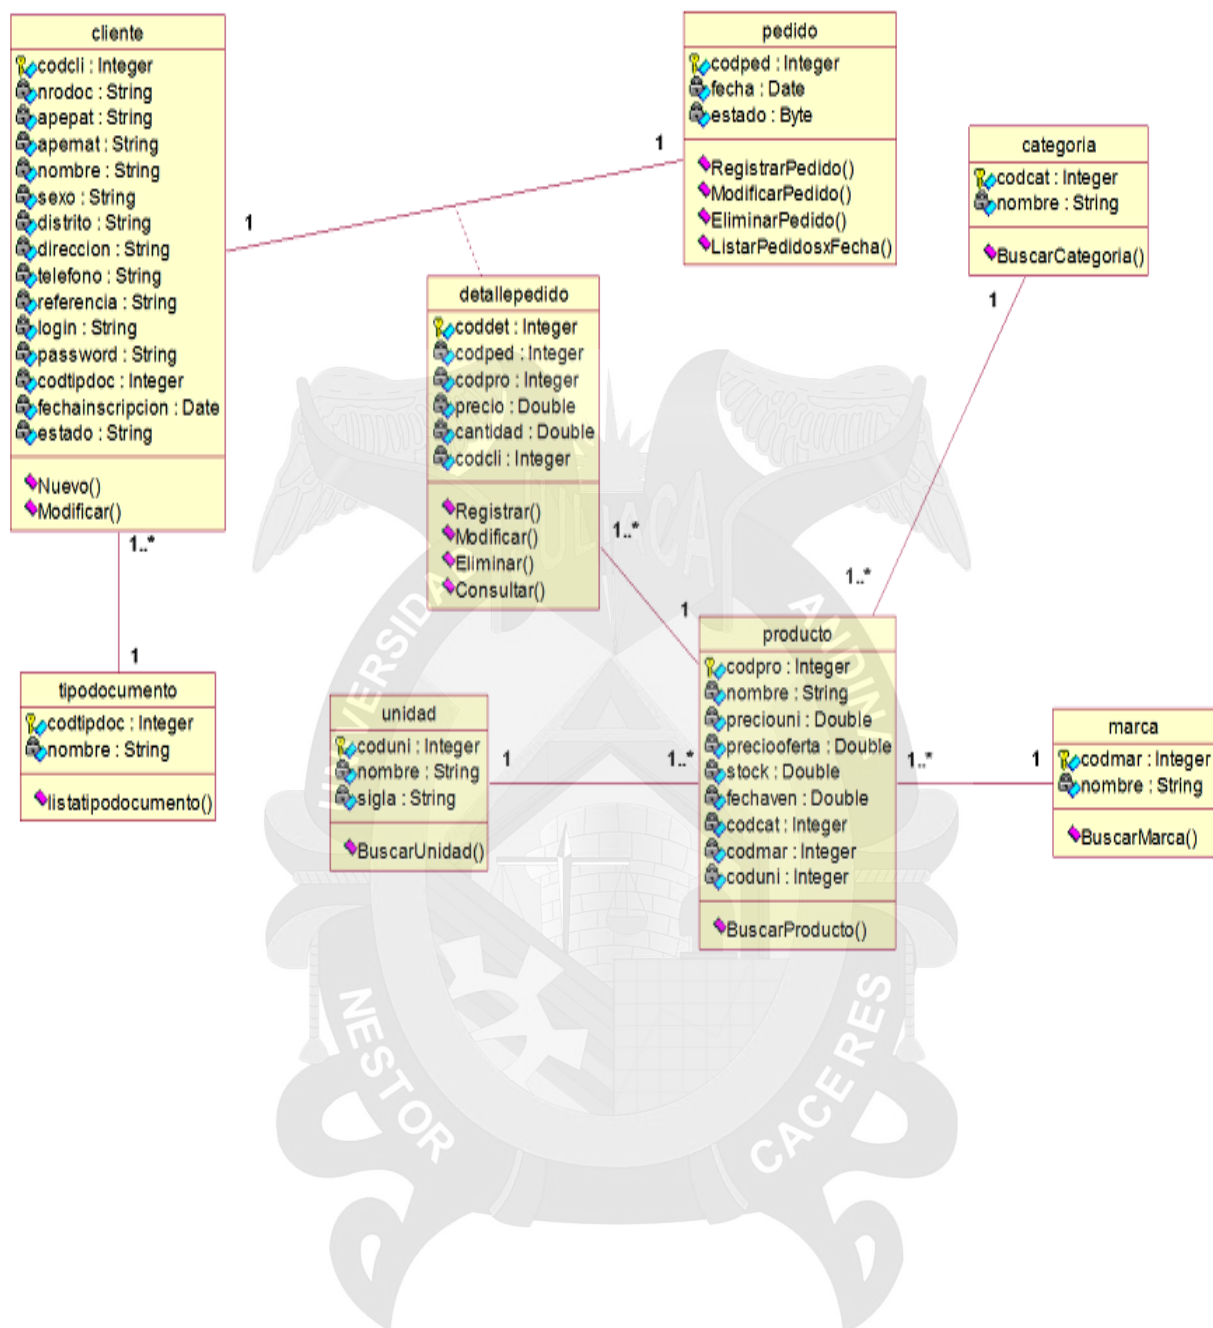 cliente
codcli : Integer
nrodoc : String
apepat : String
apemat : String
nombre : String
sexo : String
distrito : String
direccion : String
telefono : String
referencia : String
login : String
password : String
codtipdoc : Integer
fechainscripcion : Date
estado : String
Nuevo()
Modificar()
pedido
codped : Integer
fecha : Date
estado : Byte
RegistrarPedido()
ModificarPedido()
EliminarPedido()
ListarPedidosxFecha()
categoria
codcat : Integer
nombre : String
BuscarCategoria()
1
1
detallepedido
coddet : Integer
codped : Integer
codpro : Integer
precio : Double
cantidad : Double
codcli : Integer
Registrar()
Modificar()
Eliminar()
Consultar()
1
1..*
1..*
1..*
1
1
tipodocumento
codtipdoc : Integer
nombre : String
listatipodocumento()
unidad
coduni : Integer
nombre : String
sigla : String
BuscarUnidad()
producto
codpro : Integer
nombre : String
preciouni : Double
preciooferta : Double
stock : Double
fechaven : Double
codcat : Integer
codmar : Integer
coduni : Integer
BuscarProducto()
marca
codmar : Integer
nombre : String
BuscarMarca()
1
1..*
1..*
1
UNIVERSIDAD
ANDINA
NESTOR
CACERES